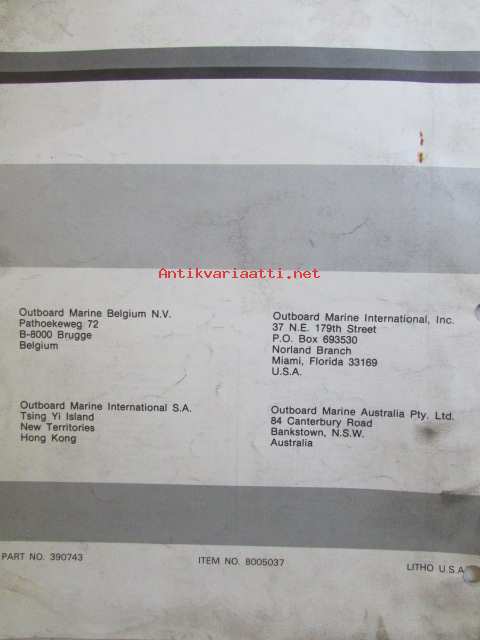 Antikvariaatti.net
Outboard Marine Belgium N.V.
Pathoekeweg 72
B-8000 Brugge
Belgium
Outboard Marine International, Inc.
37 N.E. 179th Street
P.O. Box 693530
Norland Branch
Miami, Florida 33169
U.S.A.
Outboard Marine International S.A.
Tsing Yi Island
New Territories
Hong Kong
Outboard Marine Australia Pty. Ltd.
84 Canterbury Road
Bankstown, N.S.W.
Australia
PART NO. 390743
ITEM NO. 8005037
LITHO U.S.A.